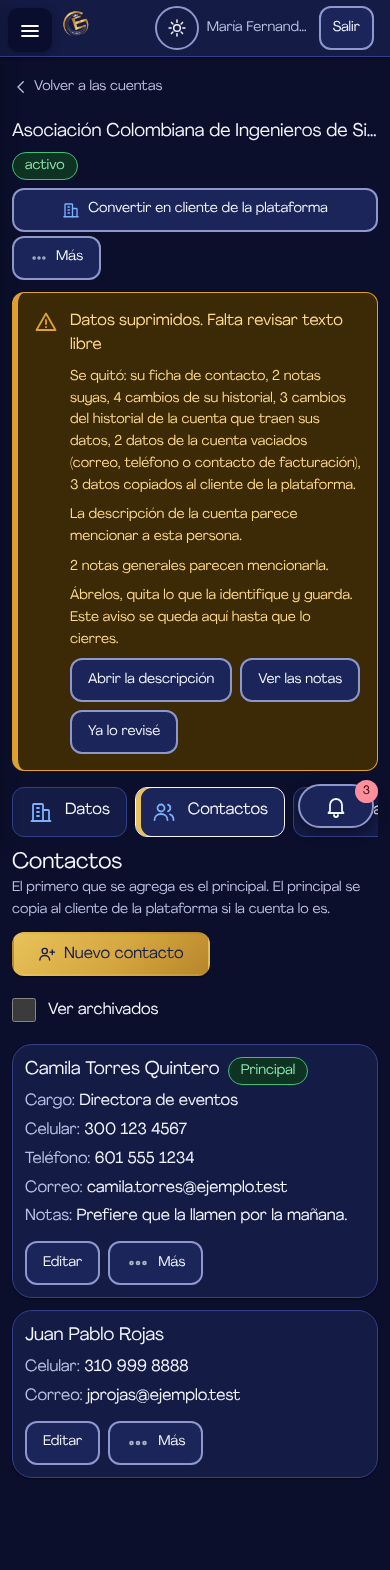 María Fernand...
Salir
Volver a las cuentas
Asociación Colombiana de Ingenieros de Si...
activo
Convertir en cliente de la plataforma
Más
Datos suprimidos. Falta revisar texto
libre
Se quitó: su ficha de contacto, 2 notas
suyas, 4 cambios de su historial, 3 cambios
del historial de la cuenta que traen sus
datos, 2 datos de la cuenta vaciados
(correo, teléfono o contacto de facturación),
3 datos copiados al cliente de la plataforma.
La descripción de la cuenta parece
mencionar a esta persona.
2 notas generales parecen mencionarla.
Ábrelos, quita lo que la identifique y guarda.
Este aviso se queda aquí hasta que lo
cierres.
Abrir la descripción
Ver las notas
Ya lo revisé
Datos
Contactos
3
Contactos
El primero que se agrega es el principal. El principal se
copia al cliente de la plataforma si la cuenta lo es.
Nuevo contacto
Ver archivados
Camila Torres Quintero
Principal
Cargo: Directora de eventos
Celular: 300 123 4567
Teléfono: 601 555 1234
Correo: camila.torres@ejemplo.test
Notas: Prefiere que la llamen por la mañana.
Editar
Más
Juan Pablo Rojas
Celular: 310 999 8888
Correo: jprojas@ejemplo.test
Editar
Más